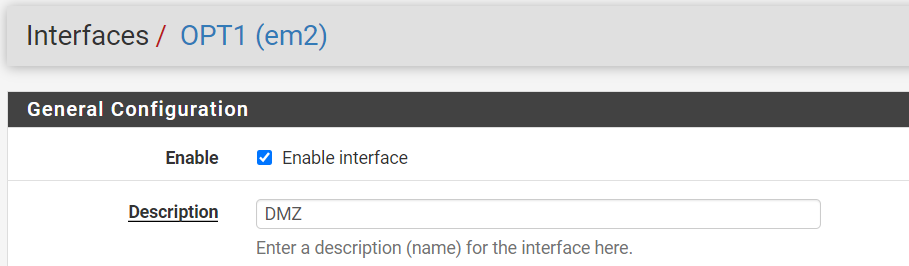 Interfaces / OPT1 (em2)
General Configuration
Enable Enable interface
Description DMZ
Enter a description (name) for the interface here.